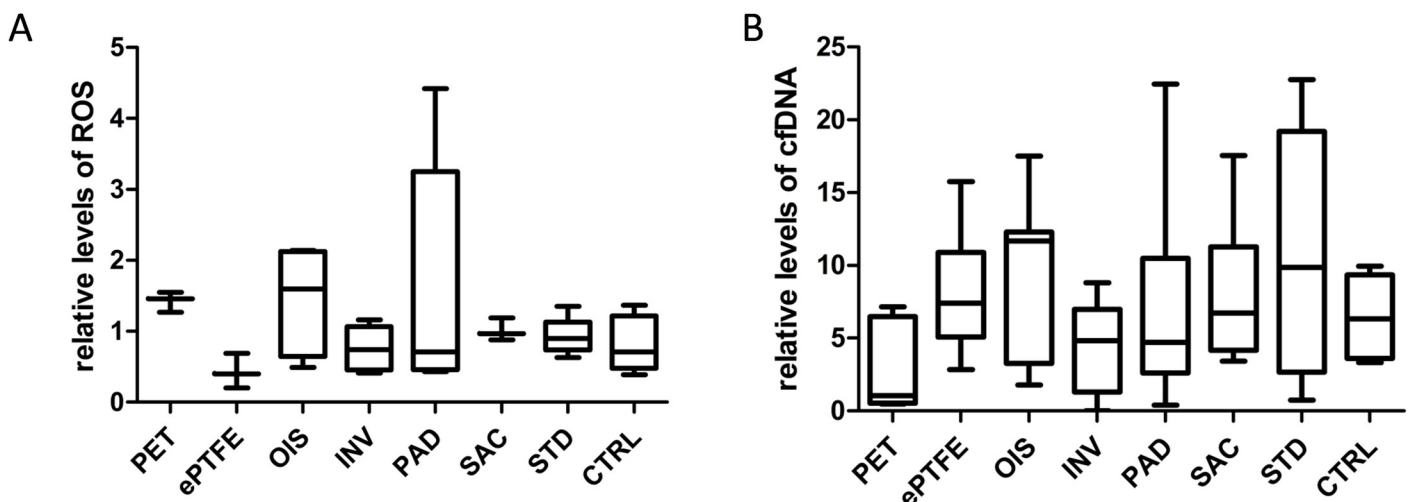 A
relative levels of ROS
5
4
3
2
1
0
PET
ePTFE
OIS
INV
PAD
SAC
STD
CTRL
B
relative levels of cfDNA
25
20
15
10
5
0
PET
ePTFE
OIS
INV
PAD
SAC
STD
CTRL